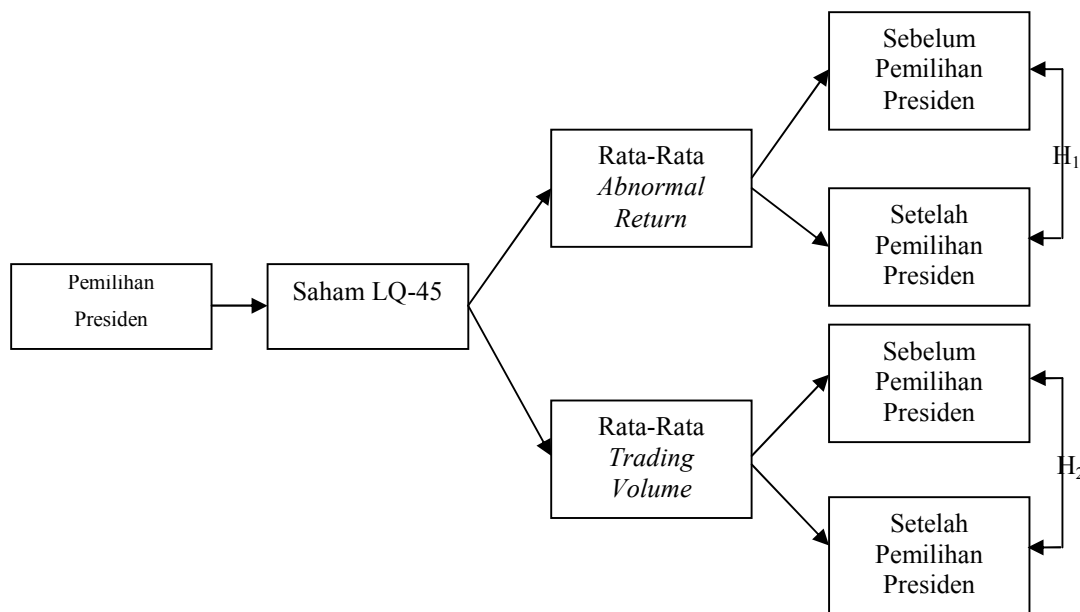 Pemilihan
Presiden
Saham LQ-45
Rata-Rata
Abnormal
Return
Sebelum
Pemilihan
Presiden
Setelah
Pemilihan
Presiden
H1
Rata-Rata
Trading
Volume
Sebelum
Pemilihan
Presiden
Setelah
Pemilihan
Presiden
H2